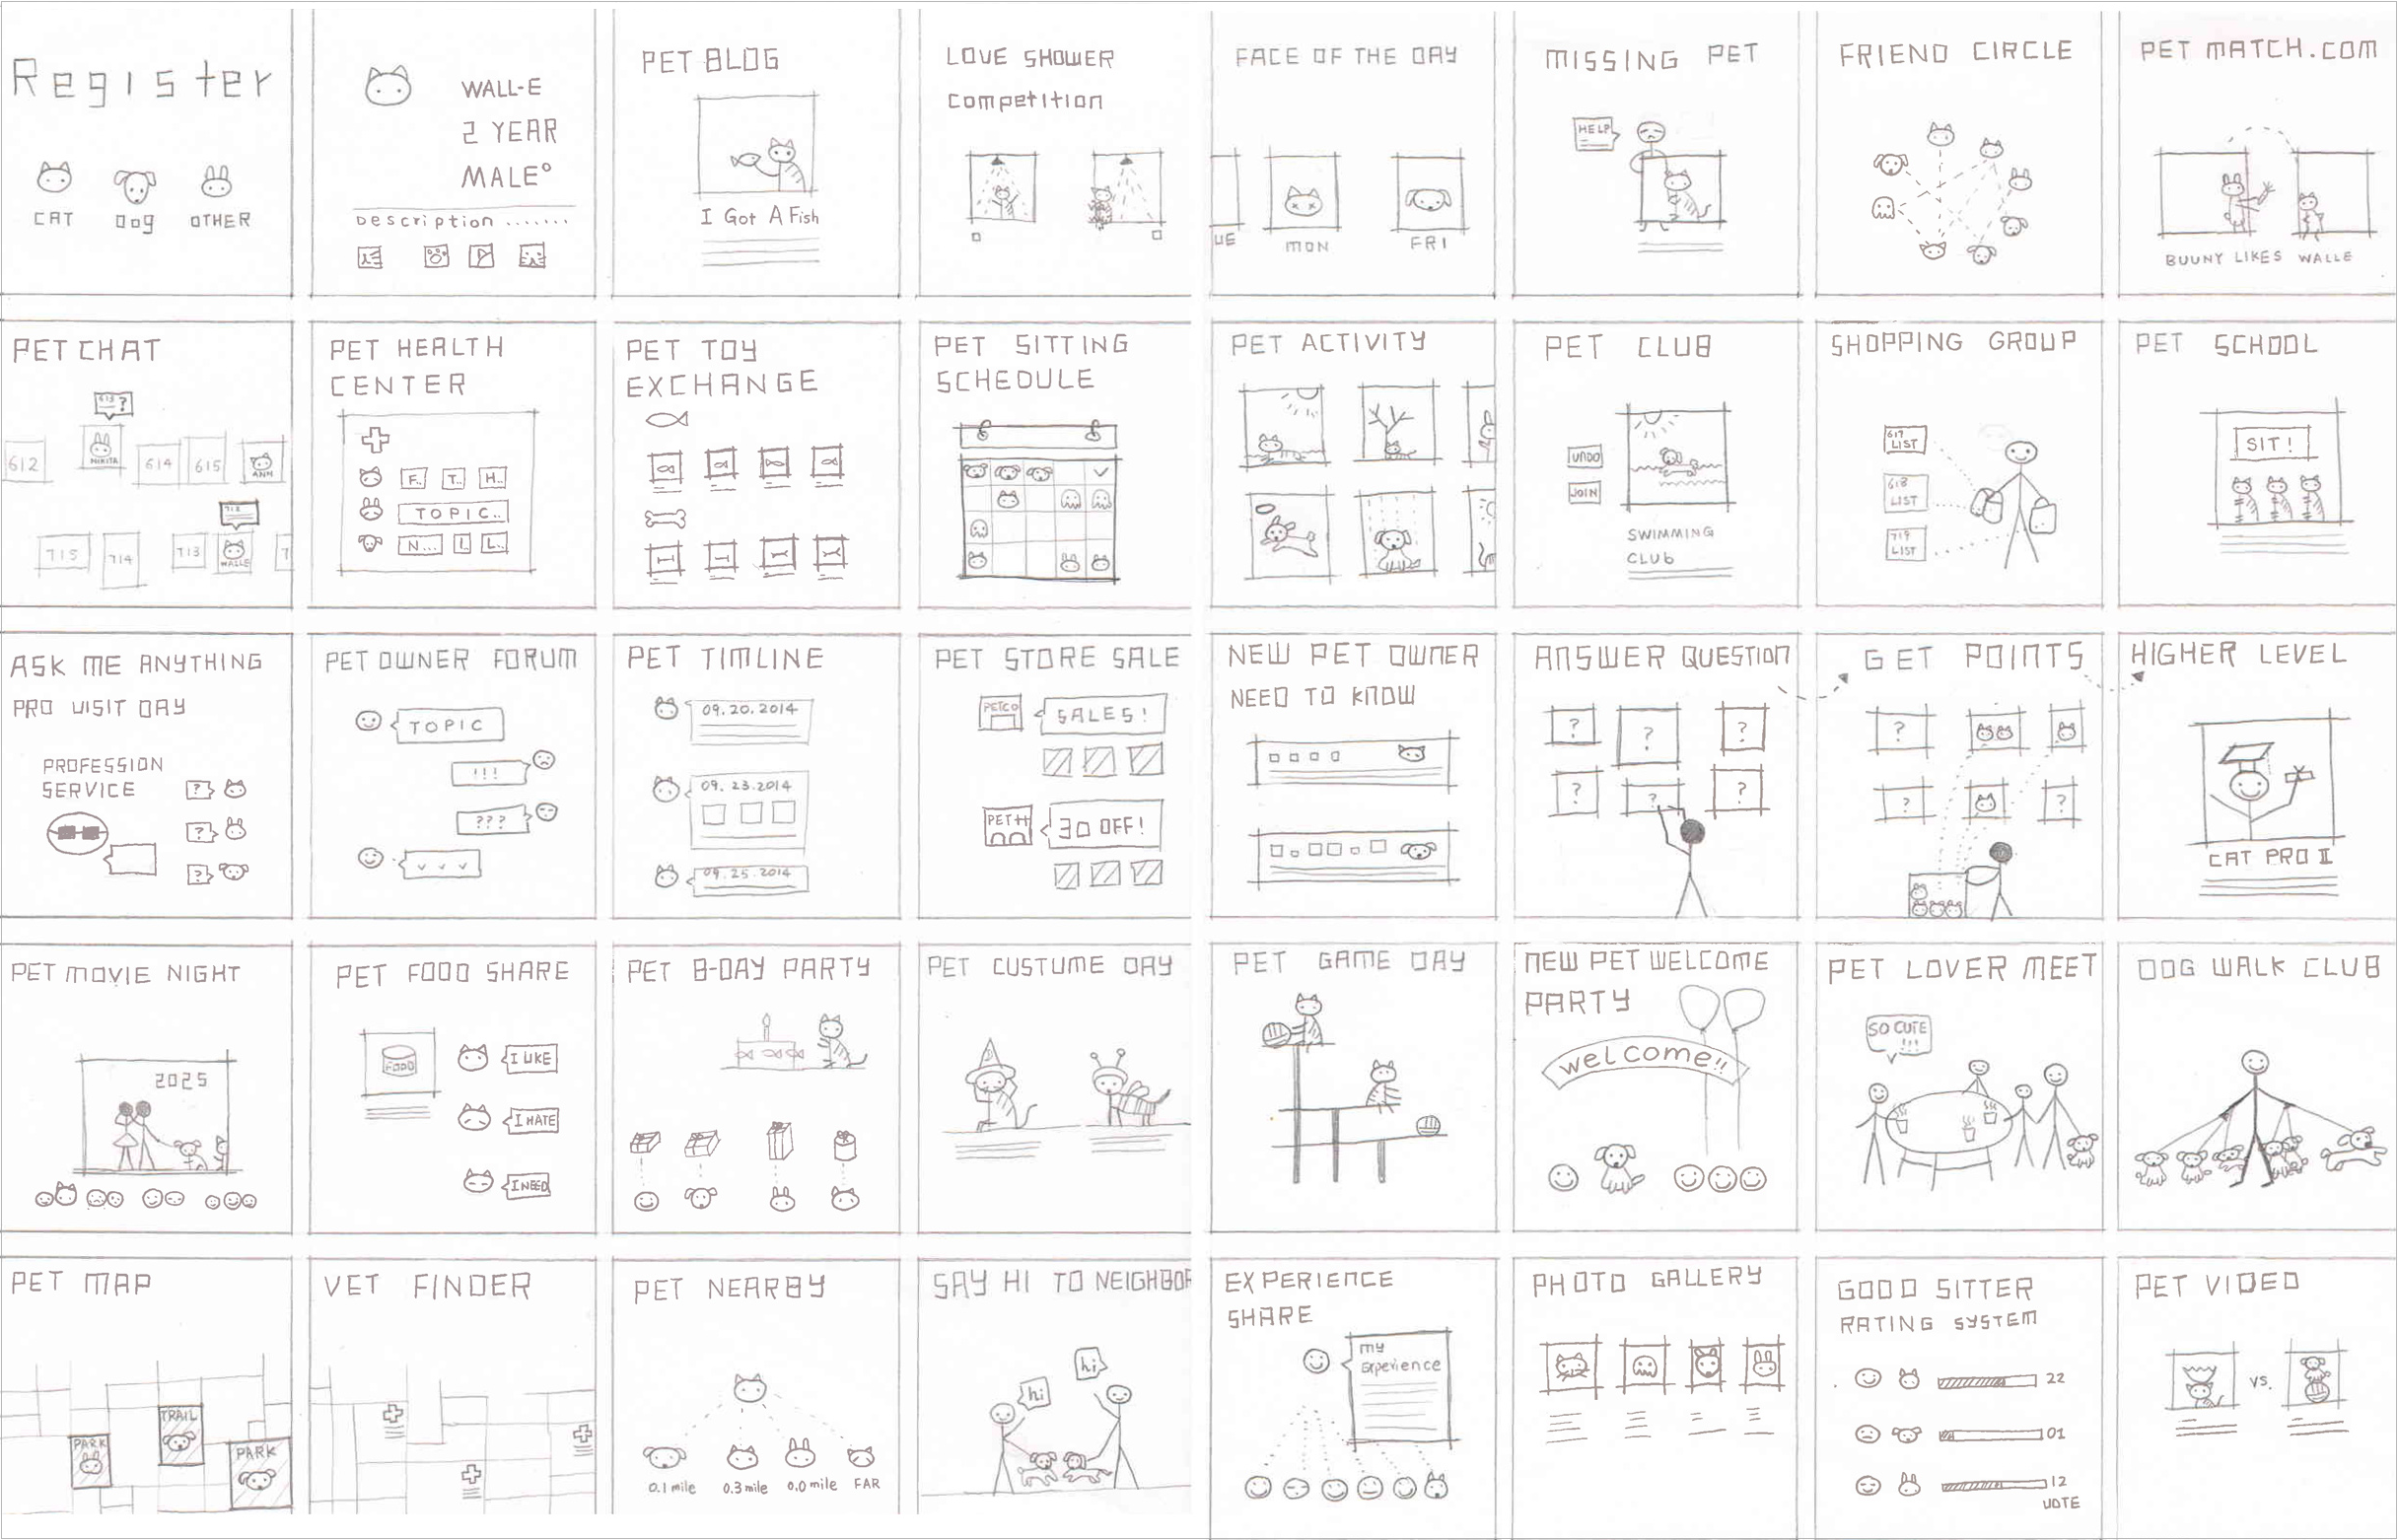 Register
CAT
Dog
OTHER
WALL-E
2 YEAR
MALE°
Description .......
PET BLOG
I Got A Fish
LOVE SHOWER
Competition
FACE OF THE DAY
UE
MON
FRI
MISSING PET
HELP
FRIEND CIRCLE
PET MATCH.COM
BUUNY LIKES WALLE
PET CHAT
613 ?
612
NIKITA
614
615
ANN
713
715
714
713
WALLE
7
PET HEALTH
CENTER
F..
T..
H..
TOPIC..
N...
I.
L..
PET TOY
EXCHANGE
PET SITTING
SCHEDULE
PET ACTIVITY
PET CLUB
UNDO
JOIN
SWIMMING
CLUb
SHOPPING GROUP
617
LIST
618
LIST
719
LIST
PET SCHOOL
SIT!
ASK ME ANYTHING
PRO VISIT DAY
PROFESSION
SERVICE
?
?
?
PET OWNER FORUM
TOPIC
!!!
???
PET TIMLINE
09.20.2014
09.23.2014
09.25.2014
PET STORE SALE
PETCO
SALES!
PET H
30 OFF!
NEW PET OWNER
NEED TO KNOW
ANSWER QUESTION
?
?
?
?
?
?
GET POINTS
?
?
?
HIGHER LEVEL
CAT PRO II
PET MOVIE NIGHT
2025
PET FOOD SHARE
FOOD
I LIKE
I HATE
I NEED
PET B-DAY PARTY
PET CUSTUME DAY
PET GAME DAY
NEW PET WELCOME
PARTY
welcome!!
PET LOVER MEET
SO CUTE
!!!
DOG WALK CLUB
PET MAP
TRAIL
PARK
PARK
VET FINDER
PET NEARBY
0.1 mile
0.3 mile
0.0 mile
FAR
SAY HI TO NEIGHBOR
hi
hi
EXPERIENCE
SHARE
my
experience
PHOTO GALLERY
GOOD SITTER
RATING SYSTEM
22
01
12
VOTE
PET VIDEO
VS.